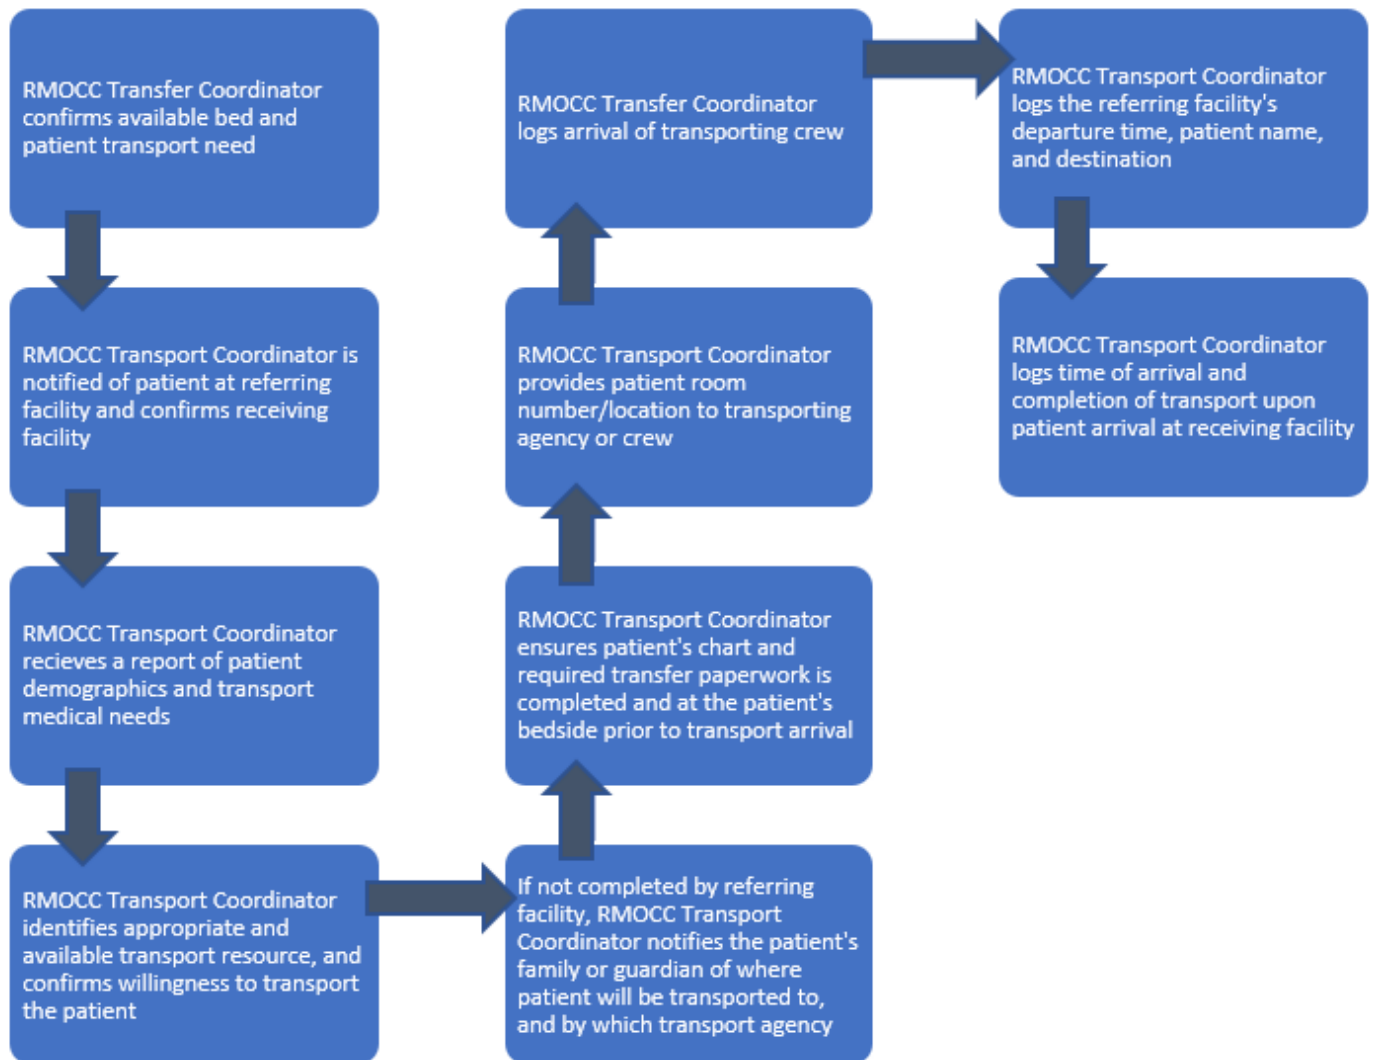 RMOCC Transfer Coordinator
confirms available bed and
patient transport need
RMOCC Transport Coordinator is
notified of patient at referring
facility and confirms receiving
facility
RMOCC Transport Coordinator
recieves a report of patient
demographics and transport
medical needs
RMOCC Transport Coordinator
identifies appropriate and
available transport resource, and
confirms willingness to transport
the patient
If not completed by referring
facility, RMOCC Transport
Coordinator notifies the patient's
family or guardian of where
patient will be transported to,
and by which transport agency
RMOCC Transport Coordinator
ensures patient's chart and
required transfer paperwork is
completed and at the patient's
bedside prior to transport arrival
RMOCC Transport Coordinator
provides patient room
number/location to transporting
agency or crew
RMOCC Transfer Coordinator
logs arrival of transporting crew
RMOCC Transport Coordinator
logs the referring facility's
departure time, patient name,
and destination
RMOCC Transport Coordinator
logs time of arrival and
completion of transport upon
patient arrival at receiving facility